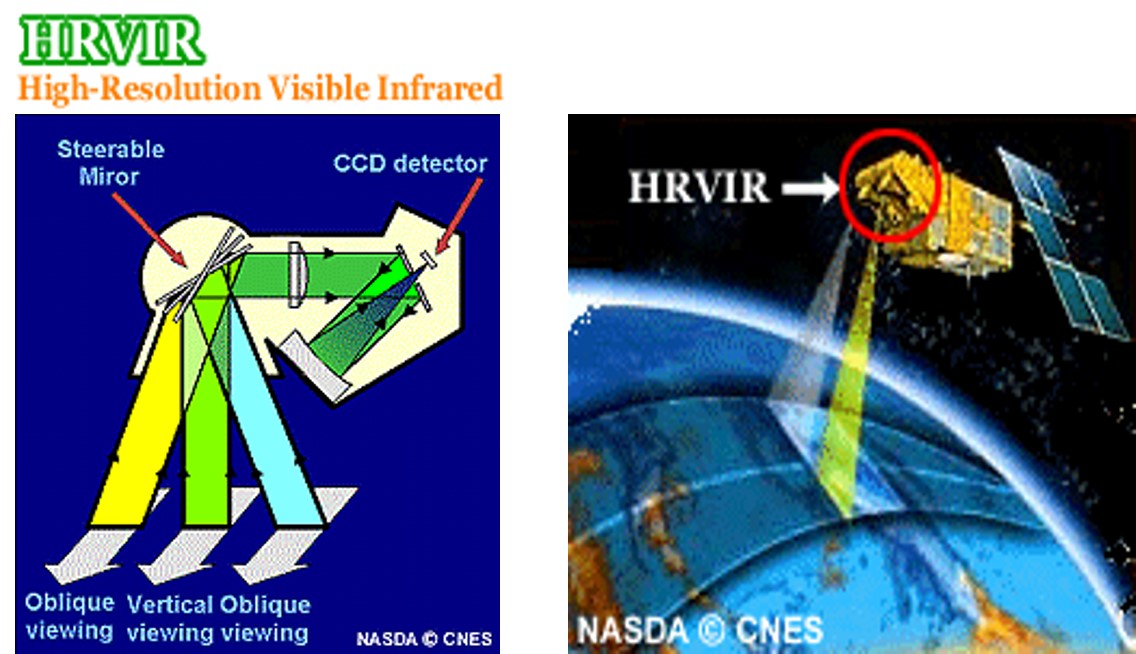 HRVIR
High-Resolution Visible Infrared
Steerable
Miror
CCD detector
Oblique
viewing
Vertical
viewing
Oblique
viewing
NASDA © CNES
HRVIR
NASDA © CNES